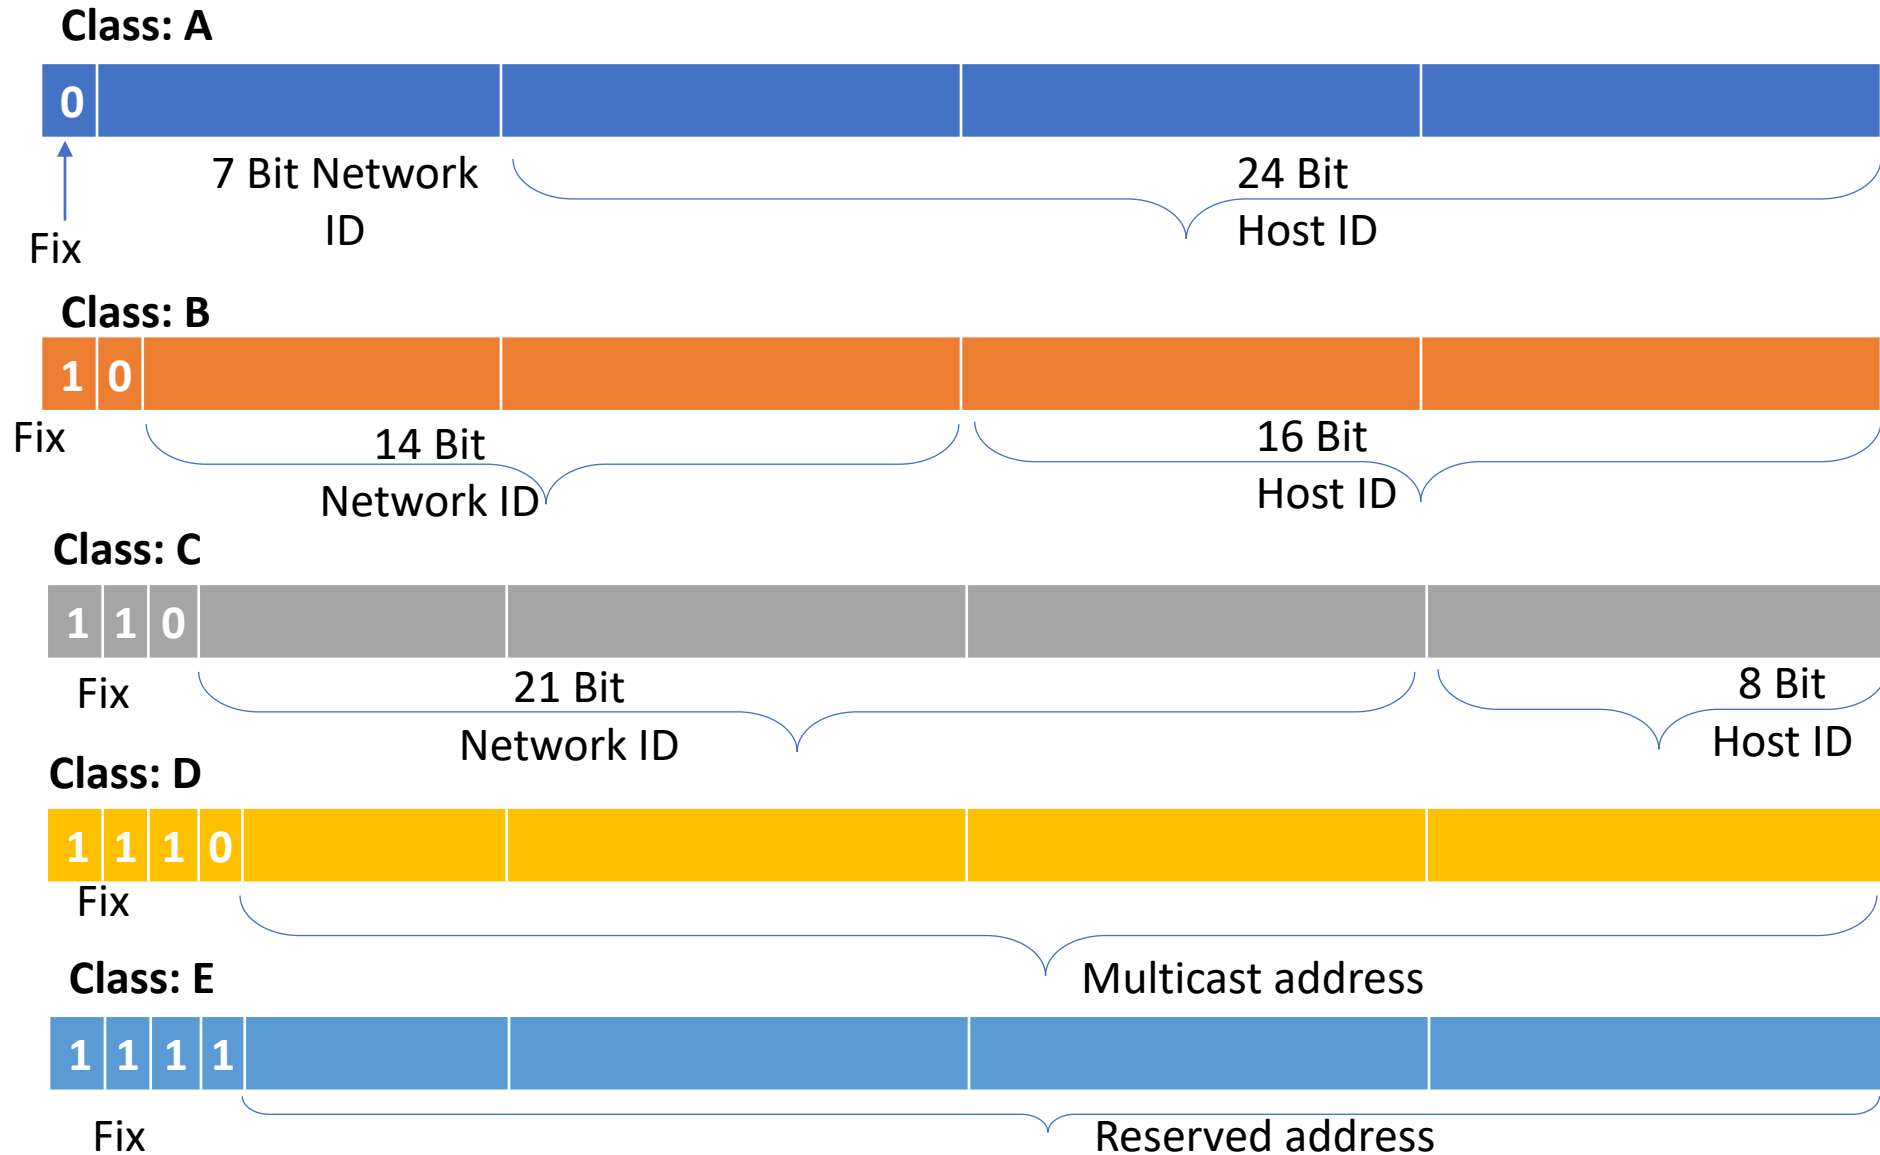 Class: A
0
7 Bit Network
ID
24 Bit
Host ID
Fix
Class: B
1 0
Fix
14 Bit
Network ID
16 Bit
Host ID
Class: C
1 1 0
Fix
21 Bit
Network ID
8 Bit
Host ID
Class: D
1 1 1 0
Fix
Multicast address
Class: E
1 1 1 1
Fix
Reserved address